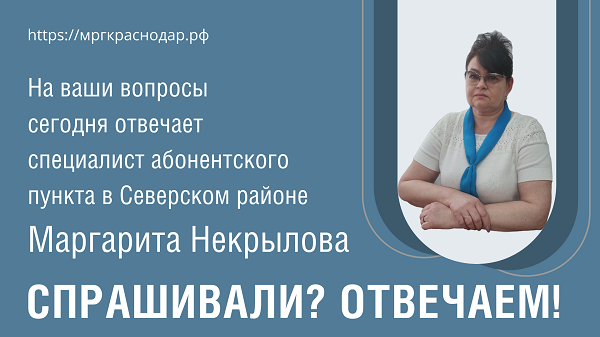 https://мргкраснодар.рф
На ваши вопросы
сегодня отвечает
специалист абонентского
пункта в Северском районе
Маргарита Некрылова
СПРАШИВАЛИ? ОТВЕЧАЕМ!